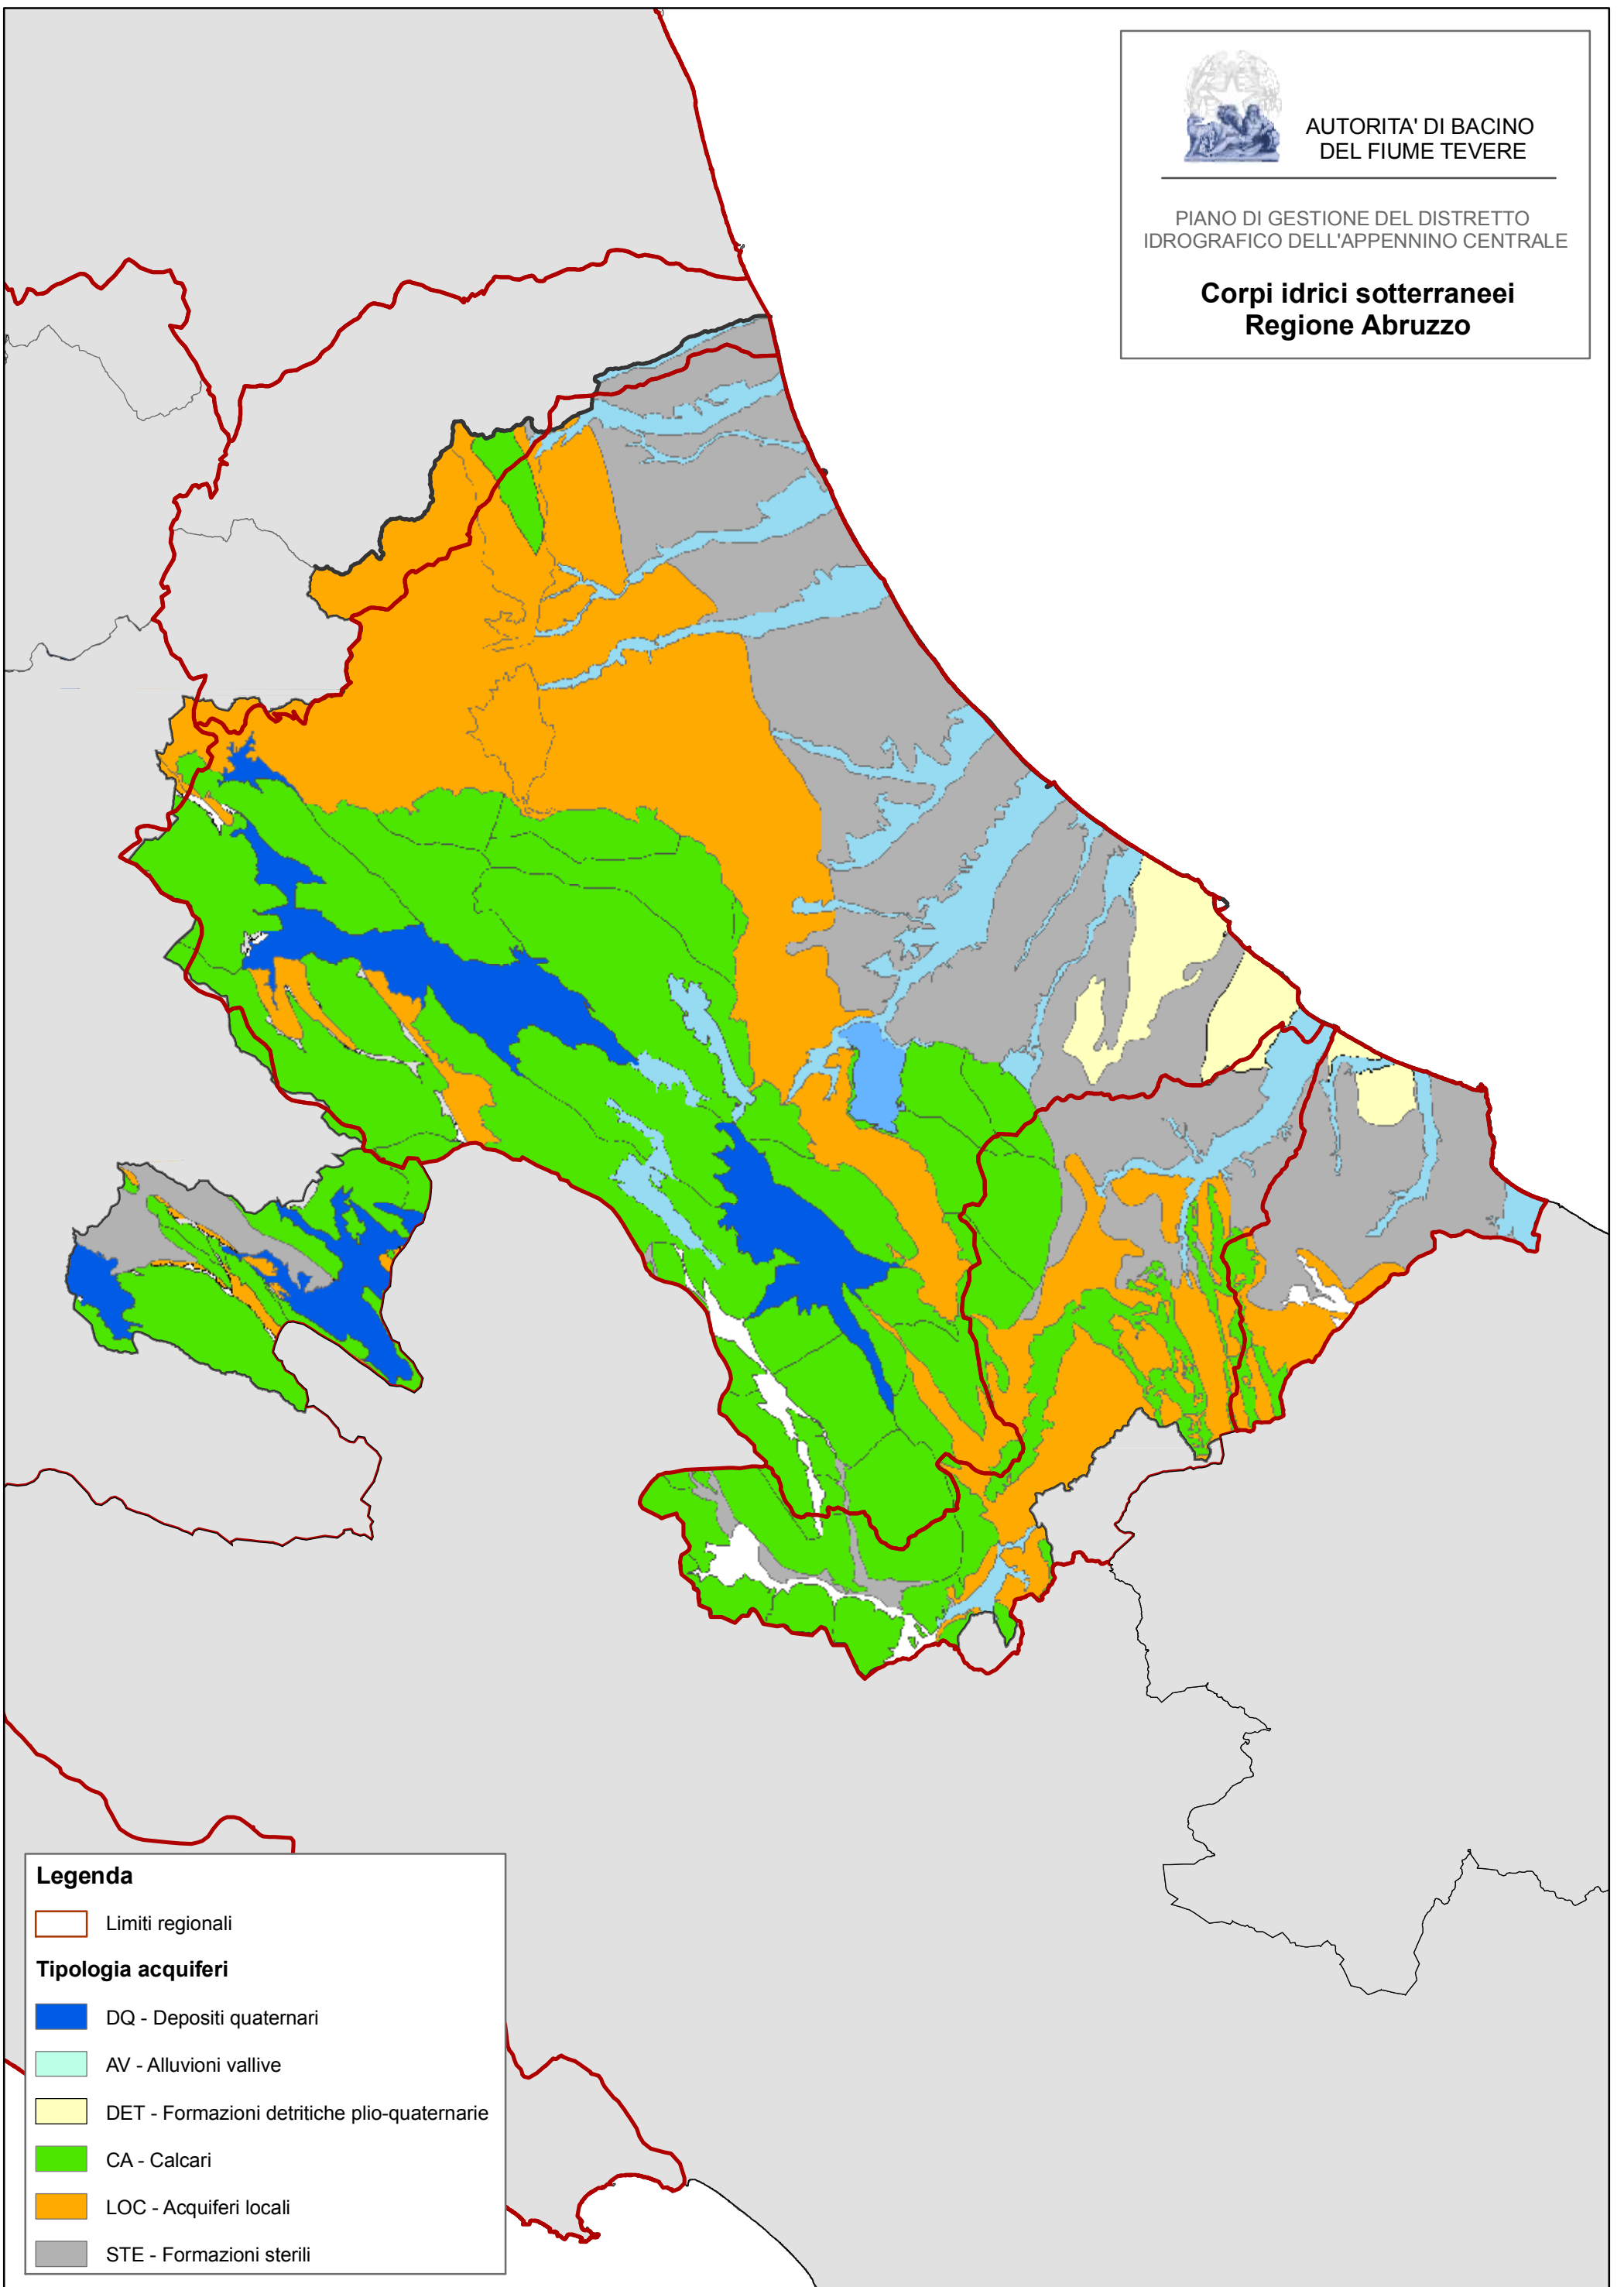 AUTORITA' DI BACINO
DEL FIUME TEVERE
PIANO DI GESTIONE DEL DISTRETTO
IDROGRAFICO DELL'APPENNINO CENTRALE
Corpi idrici sotterraneei
Regione Abruzzo
Legenda
Limiti regionali
Tipologia acquiferi
DQ - Depositi quaternari
AV - Alluvioni vallive
DET - Formazioni detritiche plio-quaternarie
CA - Calcari
LOC - Acquiferi locali
STE - Formazioni sterili